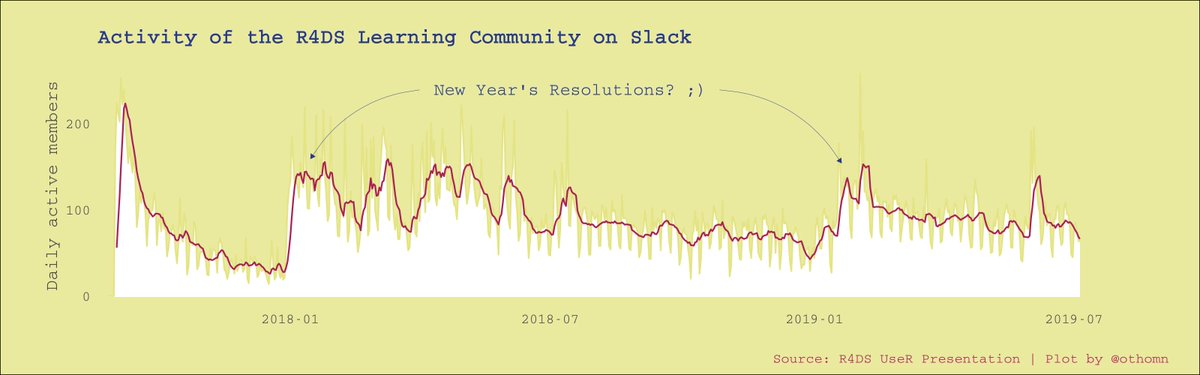 Activity of the R4DS Learning Community on Slack
New Year's Resolutions? ;)
Daily active members
200
100
0
2018-01
2018-07
2019-01
2019-07
Source: R4DS UseR Presentation | Plot by @othomn